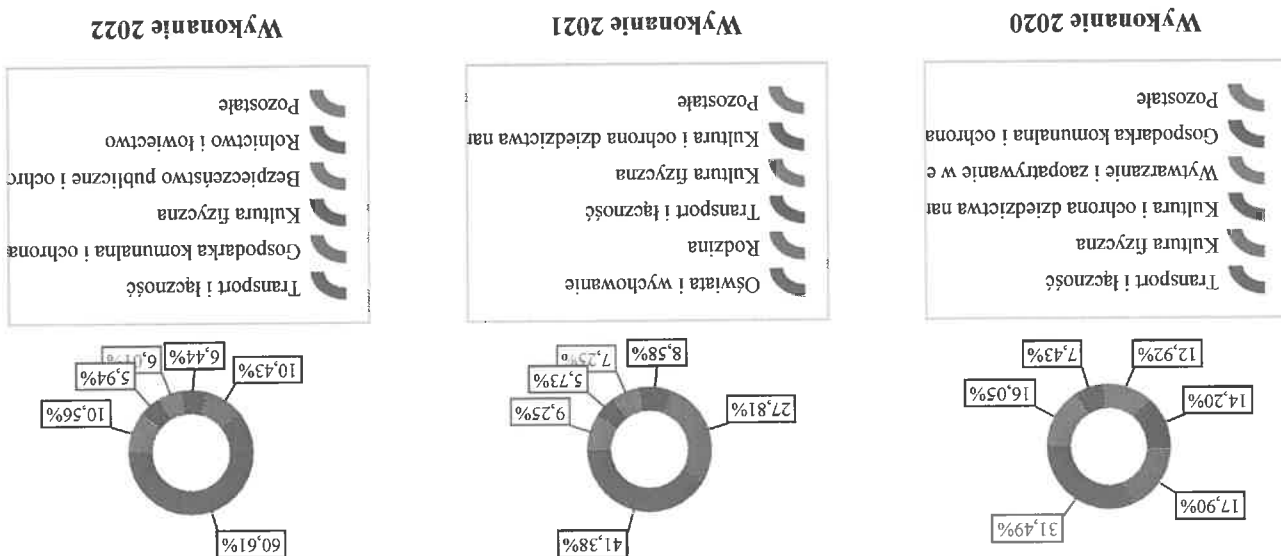 31,49%
17,90%
14,20%
16,05%
12,92%
7,43%
Transport i łączność
Kultura fizyczna
Kultura i ochrona dziedzictwa nar
Wytwarzanie i zaopatrywanie w e
Gospodarka komunalna i ochrona
Pozostałe
Wykonanie 2020
41,38%
27,81%
9,25%
5,73%
7,25%
8,58%
Oświata i wychowanie
Rodzina
Transport i łączność
Kultura fizyczna
Kultura i ochrona dziedzictwa nar
Pozostałe
Wykonanie 2021
60,61%
10,56%
10,43%
5,94%
6,44%
6,01%
Transport i łączność
Gospodarka komunalna i ochrona
Kultura fizyczna
Bezpieczeństwo publiczne i ochro
Rolnictwo i łowiectwo
Pozostałe
Wykonanie 2022